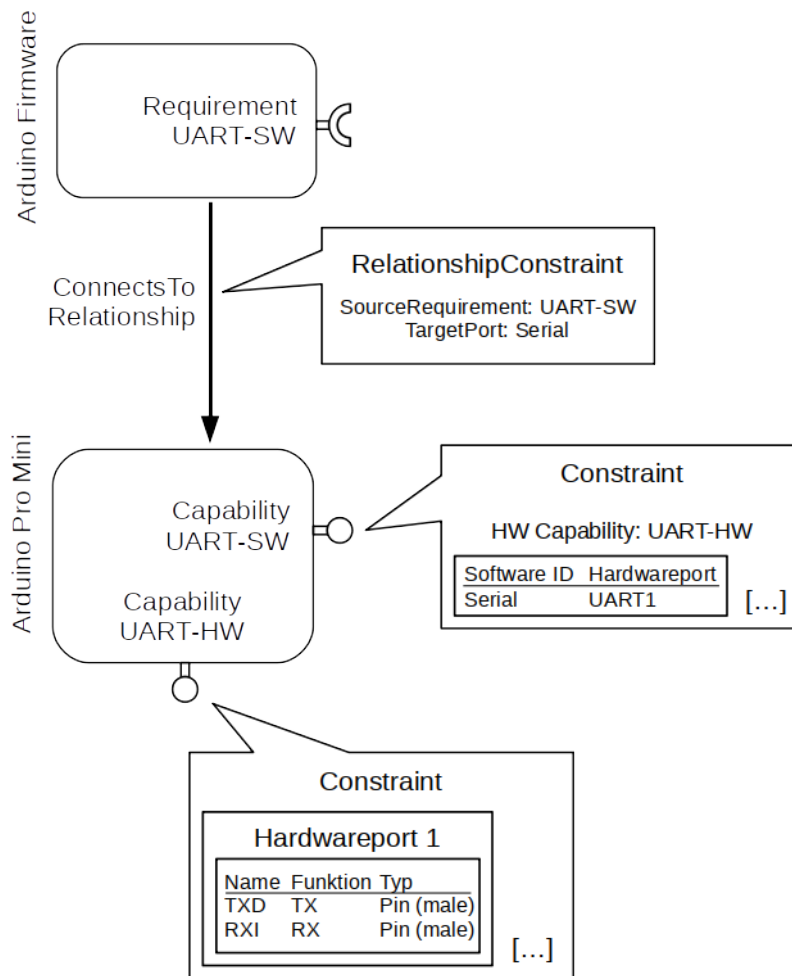 Arduino Firmware
Requirement
UART-SW
ConnectsTo
Relationship
RelationshipConstraint
SourceRequirement: UART-SW
TargetPort: Serial
Arduino Pro Mini
Capability
UART-SW
Capability
UART-HW
Constraint
HW Capability: UART-HW
Software ID Hardwareport
Serial UART1
[...]
Constraint
Hardwareport 1
Name Funktion Typ
TXD TX Pin (male)
RXI RX Pin (male)
[...]